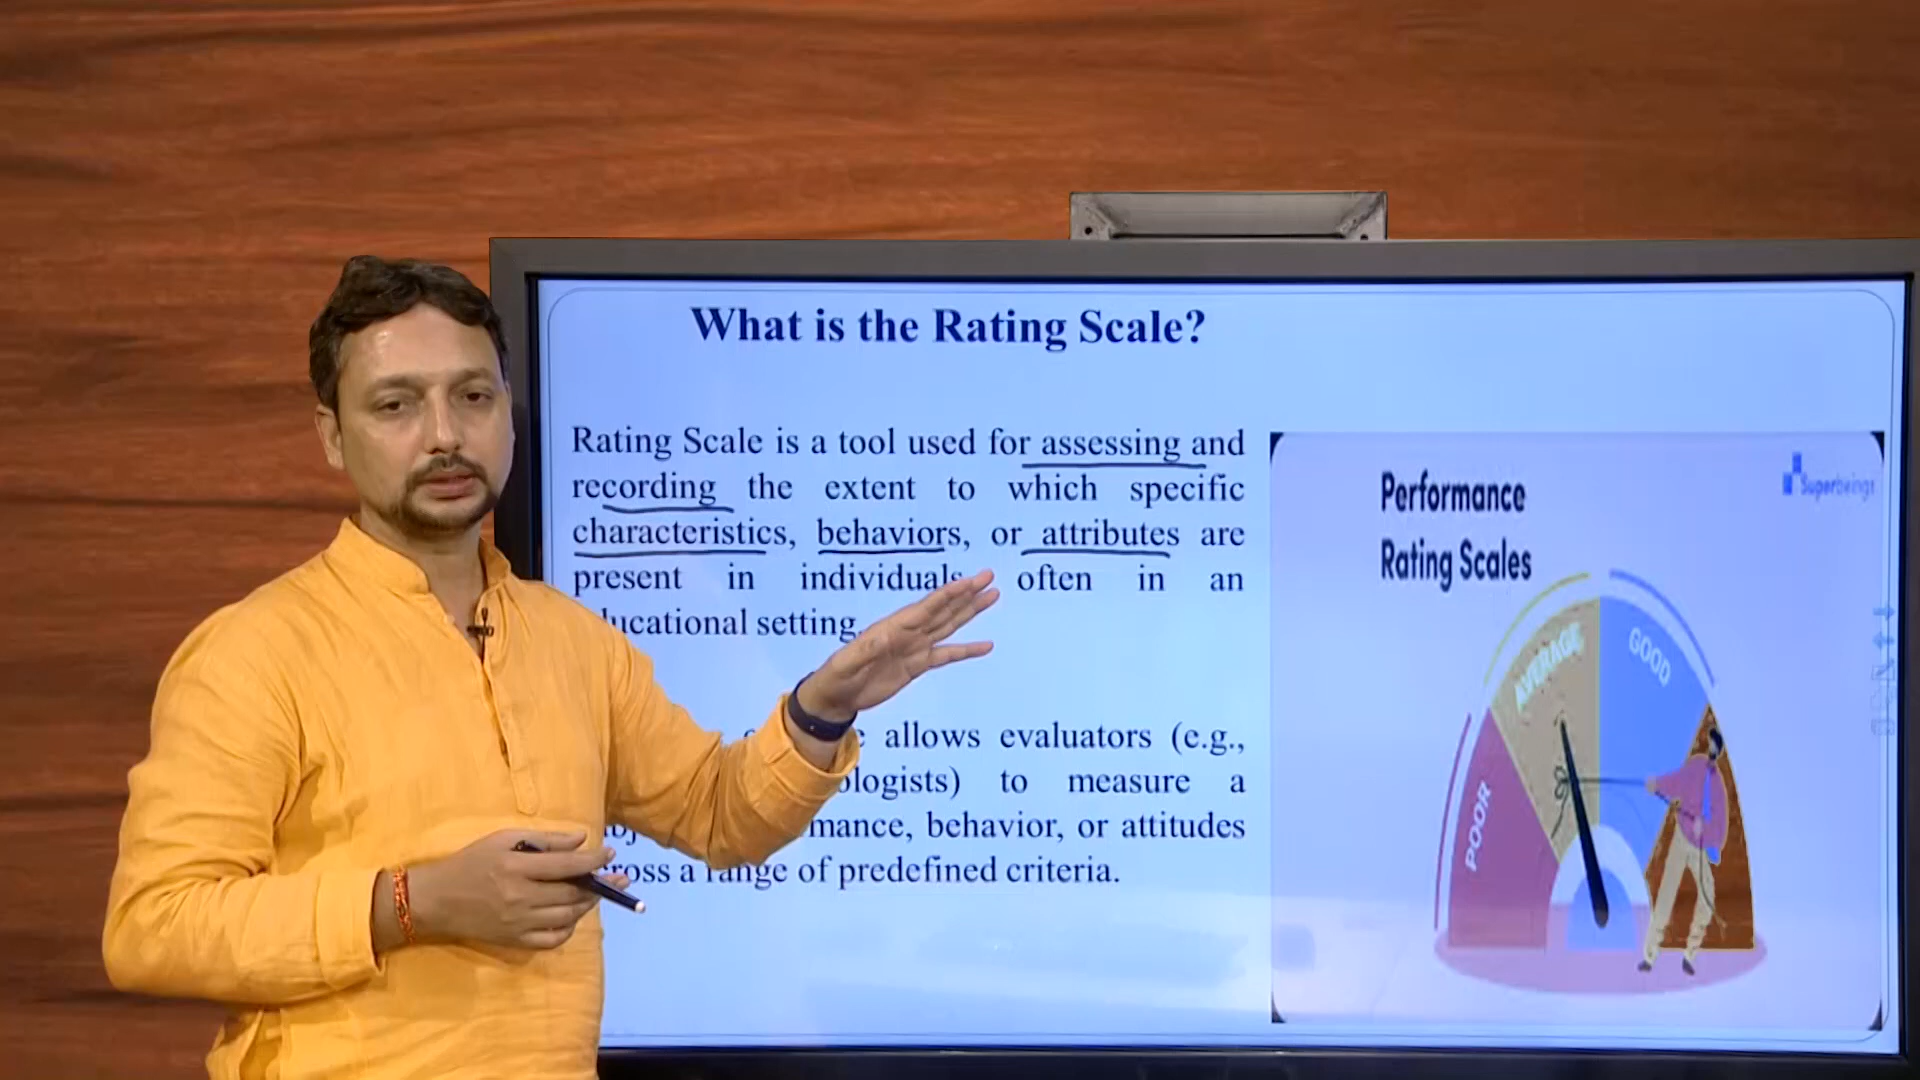 What is the Rating Scale?
Rating Scale is a tool used for assessing and
recording the extent to which specific
characteristics, behaviors, or attributes are
present in individuals often in an
setting.
allows evaluators (e.g.,
to measure a
behavior, or attitudes
a range of predefined criteria.
Performance
Rating Scales
Superbeings
POOR
AVERAGE
GOOD